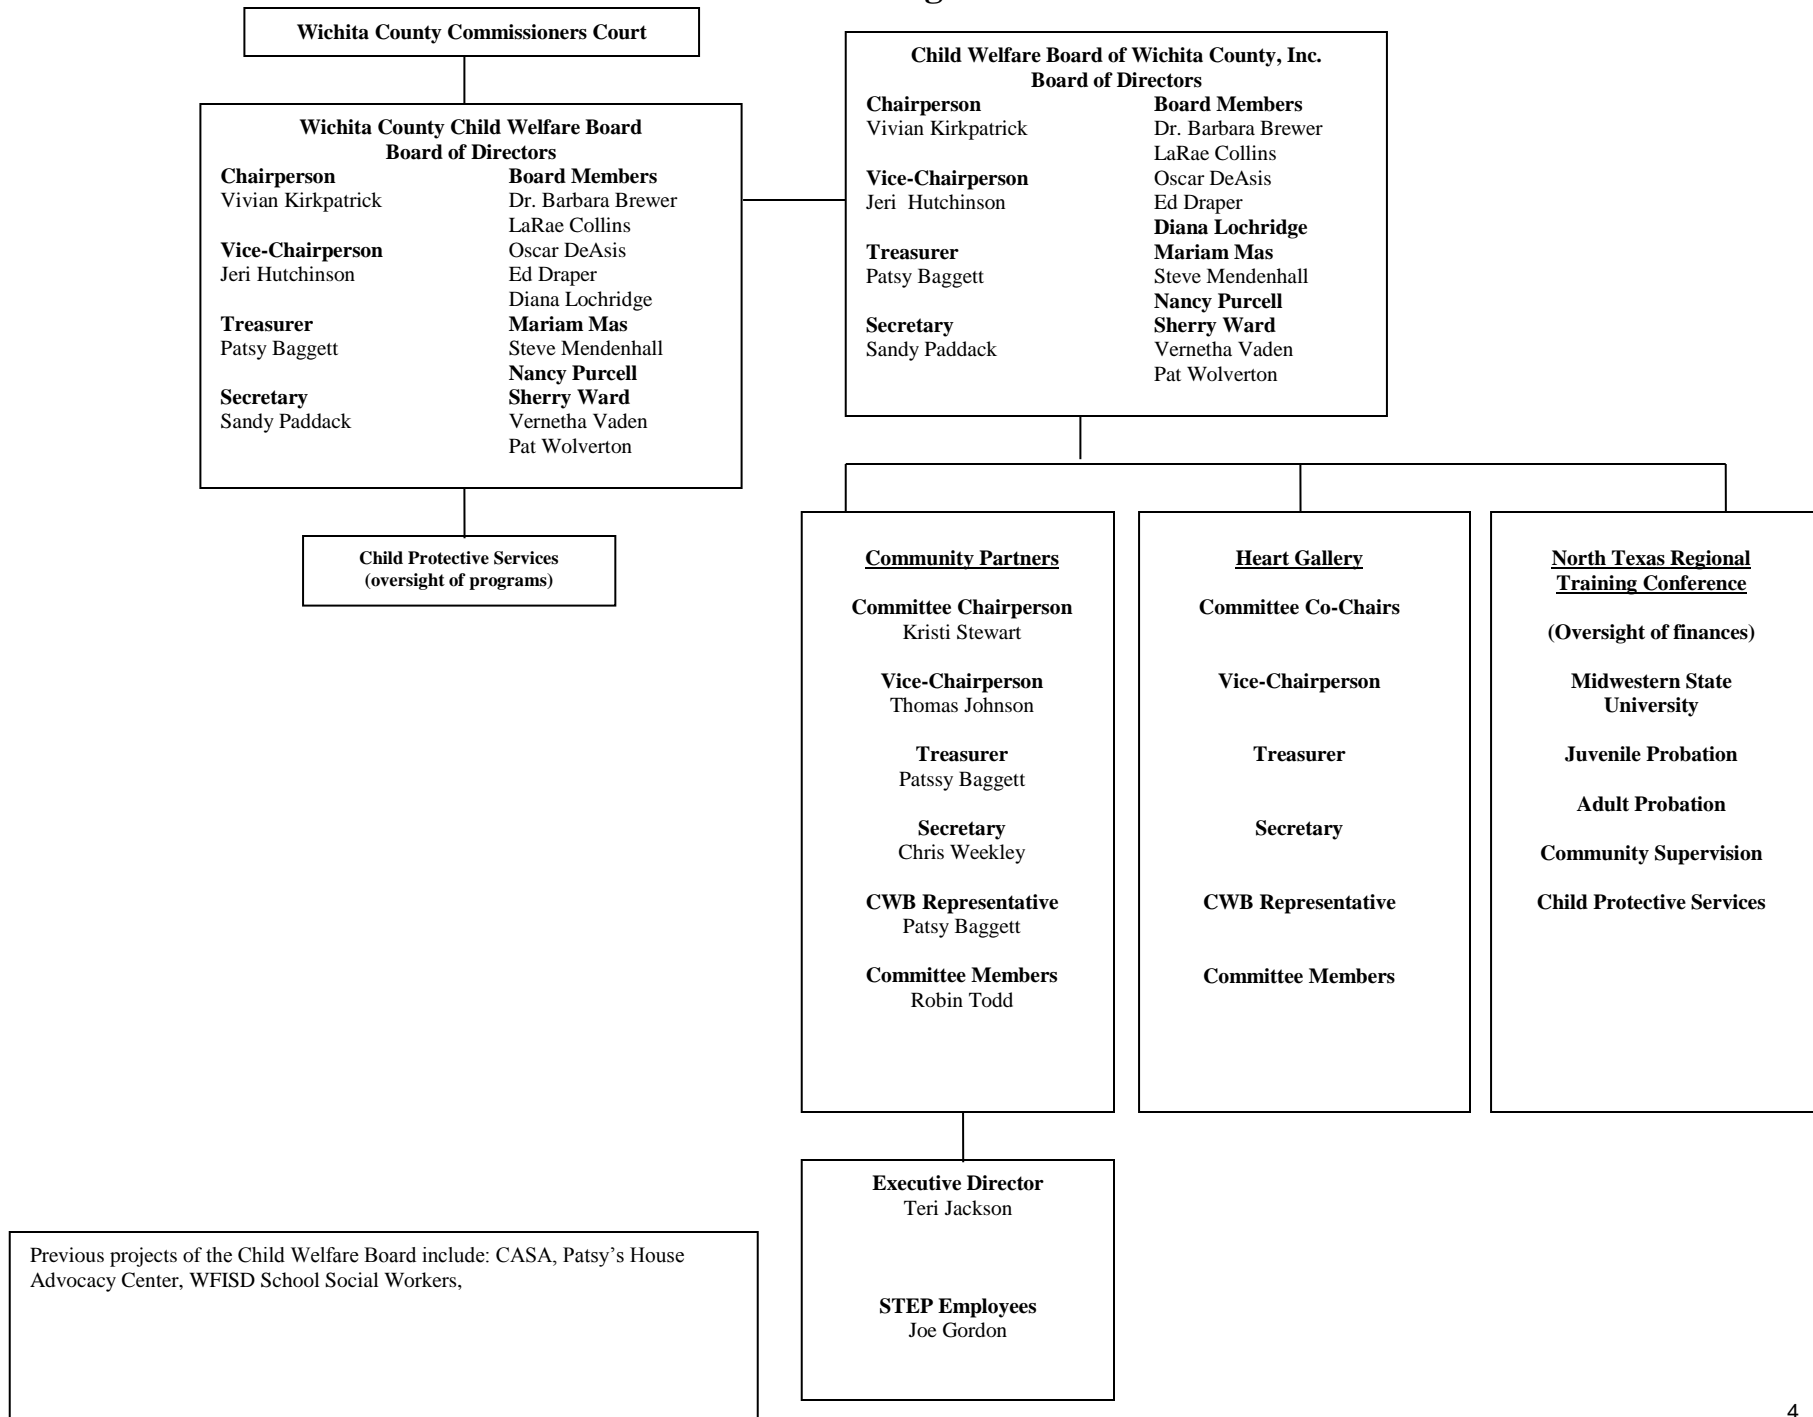 Wichita County Commissioners Court
Wichita County Child Welfare Board
Board of Directors
Chairperson
Vivian Kirkpatrick
Vice-Chairperson
Jeri Hutchinson
Treasurer
Patsy Baggett
Secretary
Sandy Paddack
Board Members
Dr. Barbara Brewer
LaRae Collins
Oscar DeAsis
Ed Draper
Diana Lochridge
Mariam Mas
Steve Mendenhall
Nancy Purcell
Sherry Ward
Vernetha Vaden
Pat Wolverton
Child Protective Services
(oversight of programs)
Child Welfare Board of Wichita County, Inc.
Board of Directors
Chairperson
Vivian Kirkpatrick
Vice-Chairperson
Jeri Hutchinson
Treasurer
Patsy Baggett
Secretary
Sandy Paddack
Board Members
Dr. Barbara Brewer
LaRae Collins
Oscar DeAsis
Ed Draper
Diana Lochridge
Mariam Mas
Steve Mendenhall
Nancy Purcell
Sherry Ward
Vernetha Vaden
Pat Wolverton
Community Partners
Committee Chairperson
Kristi Stewart
Vice-Chairperson
Thomas Johnson
Treasurer
Patssy Baggett
Secretary
Chris Weekley
CWB Representative
Patsy Baggett
Committee Members
Robin Todd
Heart Gallery
Committee Co-Chairs
Vice-Chairperson
Treasurer
Secretary
CWB Representative
Committee Members
North Texas Regional
Training Conference
(Oversight of finances)
Midwestern State
University
Juvenile Probation
Adult Probation
Community Supervision
Child Protective Services
Executive Director
Teri Jackson
STEP Employees
Joe Gordon
Previous projects of the Child Welfare Board include: CASA, Patsy’s House
Advocacy Center, WFISD School Social Workers,
4